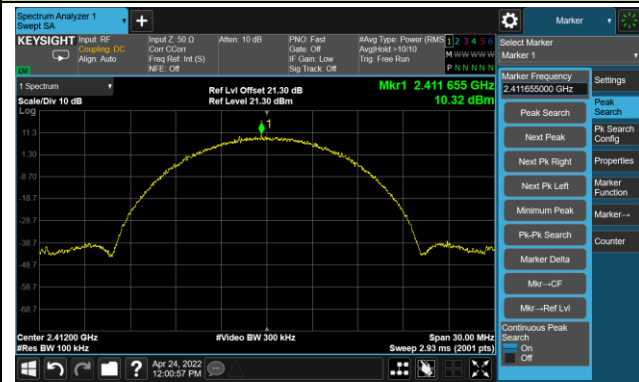 Spectrum Analyzer 1
Swept SA
+
Marker
KEYSIGHT
Input: RF
Coupling: DC
Align: Auto
Input Z: 50 Ω
Corr CCorr
Freq Ref: Int (S)
NFE: Off
Atten: 10 dB
PNO: Fast
Gate: Off
IF Gain: Low
Sig Track: Off
#Avg Type: Power (RMS
Avg|Hold:>10/10
Trig: Free Run
1 2 3 4 5 6
M W W W W W
P N N N N N
LXI
Select Marker
Marker 1
1 Spectrum
Scale/Div 10 dB
Log
Ref Lvl Offset 21.30 dB
Ref Level 21.30 dBm
Mkr1 2.411 655 GHz
10.32 dBm
1
11.3
1.30
-8.70
-18.7
-28.7
-38.7
-48.7
-58.7
-68.7
Center 2.41200 GHz
#Res BW 100 kHz
#Video BW 300 kHz
Span 30.00 MHz
Sweep 2.93 ms (2001 pts)
Marker Frequency
2.411655000 GHz
Peak Search
Next Peak
Next Pk Right
Next Pk Left
Minimum Peak
Pk-Pk Search
Marker Delta
Mkr→CF
Mkr→Ref Lvl
Continuous Peak
Search
On
Off
Settings
Peak
Search
Pk Search
Config
Properties
Marker
Function
Marker→
Counter
?
Apr 24, 2022
12:00:57 PM